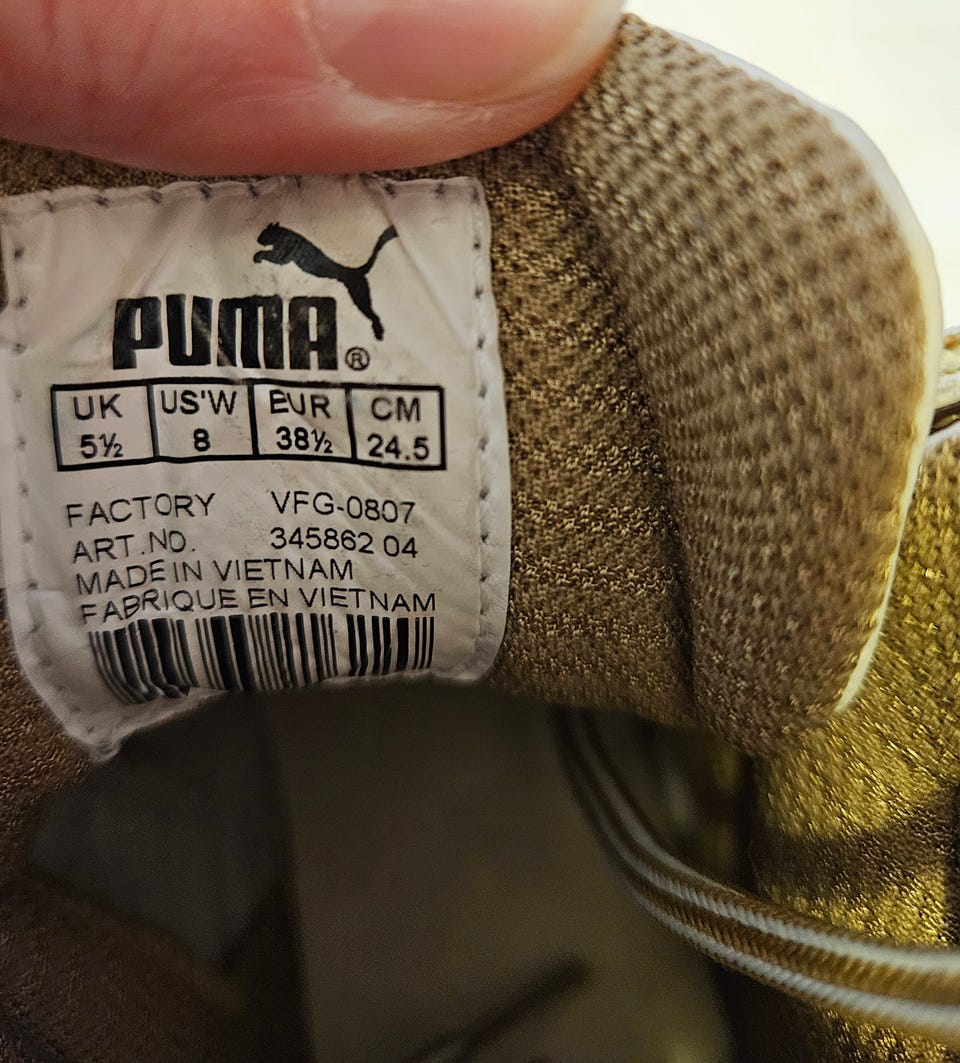 PUMA®
UK US'W EUR CM
5½ 8 38½ 24.5
FACTORY VFG-0807
ART.NO. 345862 04
MADE IN VIETNAM
FABRIQUE EN VIETNAM